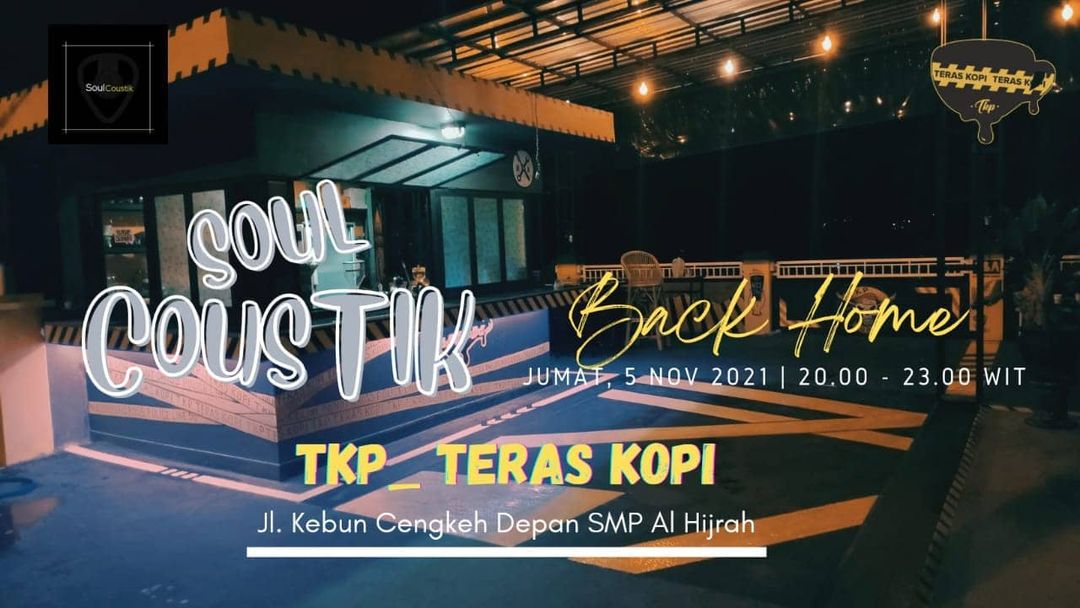 SoulCoustik
TERAS KOPI TERAS K
Tkp
SOUL
COUSTIK
Back Home
JUMAT, 5 NOV 2021 | 20.00 - 23.00 WIT
TKP_ TERAS KOPI
Jl. Kebun Cengkeh Depan SMP Al Hijrah